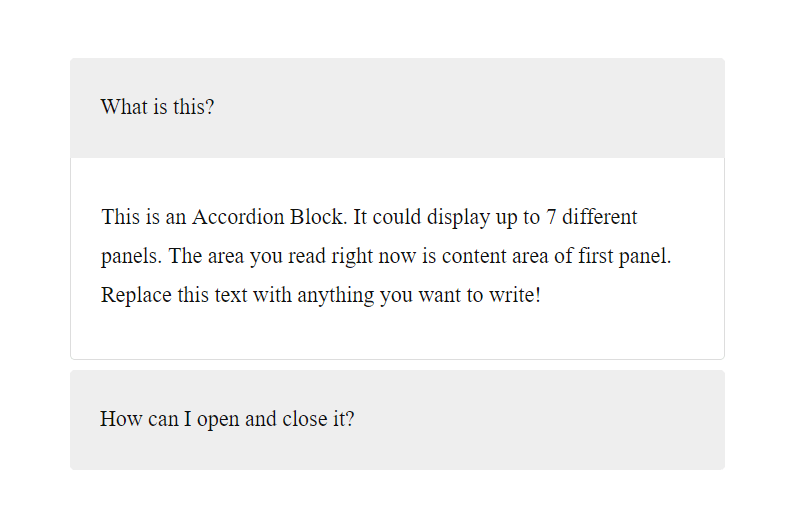 What is this?
This is an Accordion Block. It could display up to 7 different
panels. The area you read right now is content area of first panel.
Replace this text with anything you want to write!
How can I open and close it?